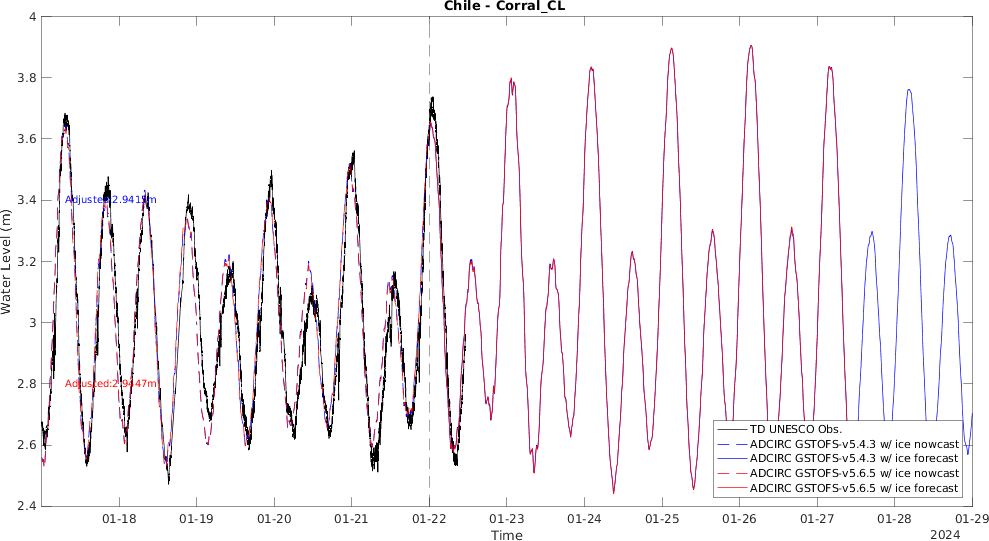 Chile - Corral_CL
Water Level (m)
4
3.8
3.6
3.4
3.2
3
2.8
2.6
2.4
Adjusted:2.9415m
Adjusted:2.9447m
TD UNESCO Obs.
ADCIRC GSTOFS-v5.4.3 w/ ice nowcast
ADCIRC GSTOFS-v5.4.3 w/ ice forecast
ADCIRC GSTOFS-v5.6.5 w/ ice nowcast
ADCIRC GSTOFS-v5.6.5 w/ ice forecast
01-18 01-19 01-20 01-21 01-22 01-23 01-24 01-25 01-26 01-27 01-28 01-29
Time
2024